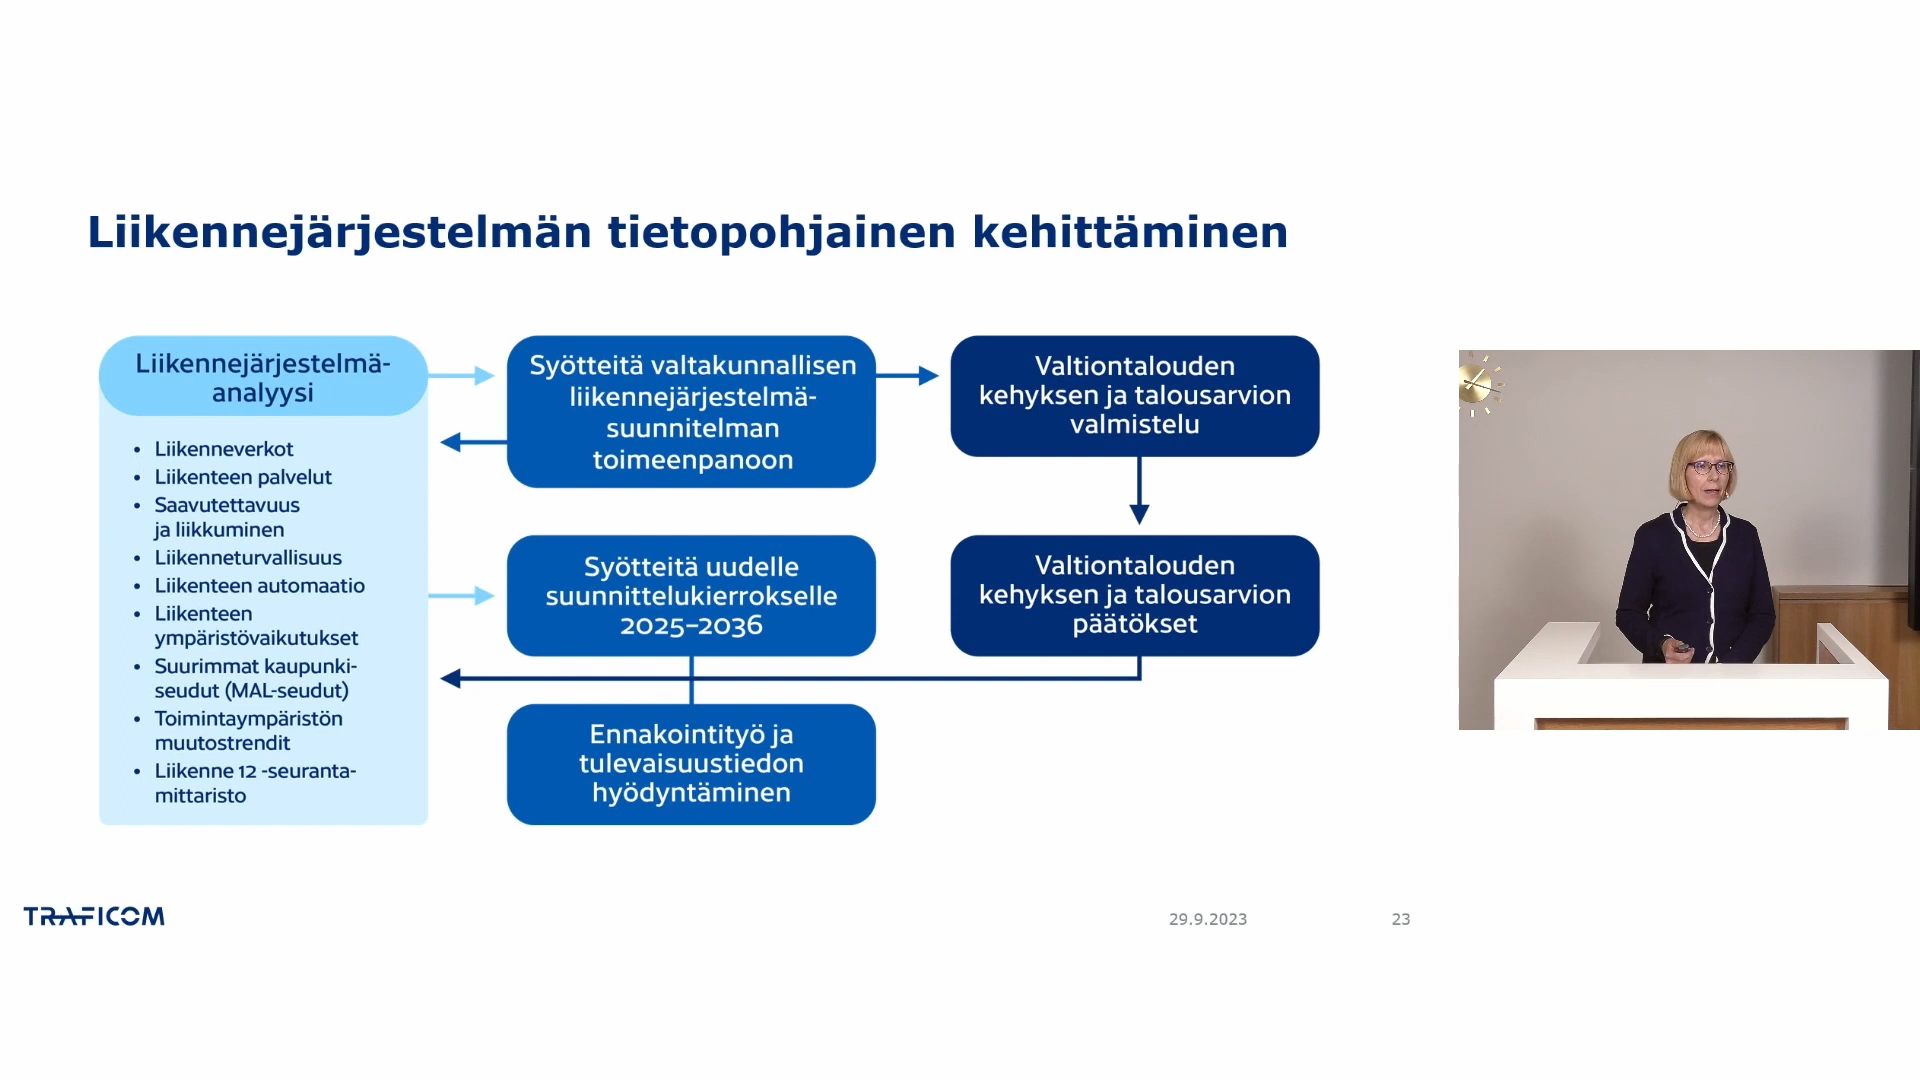 Liikennejärjestelmän tietopohjainen kehittäminen
Liikennejärjestelmä-
analyysi
• Liikenneverkot
• Liikenteen palvelut
• Saavutettavuus
ja liikkuminen
• Liikenneturvallisuus
• Liikenteen automaatio
• Liikenteen
ympäristövaikutukset
• Suurimmat kaupunki-
seudut (MAL-seudut)
• Toimintaympäristön
muutostrendit
• Liikenne 12 -seuranta-
mittaristo
Syötteitä valtakunnallisen
liikennejärjestelmä-
suunnitelman
toimeenpanoon
Valtiontalouden
kehyksen ja talousarvion
valmistelu
Syötteitä uudelle
suunnittelukierrokselle
2025–2036
Valtiontalouden
kehyksen ja talousarvion
päätökset
Ennakointityö ja
tulevaisuustiedon
hyödyntäminen
TRAFICOM
29.9.2023
23